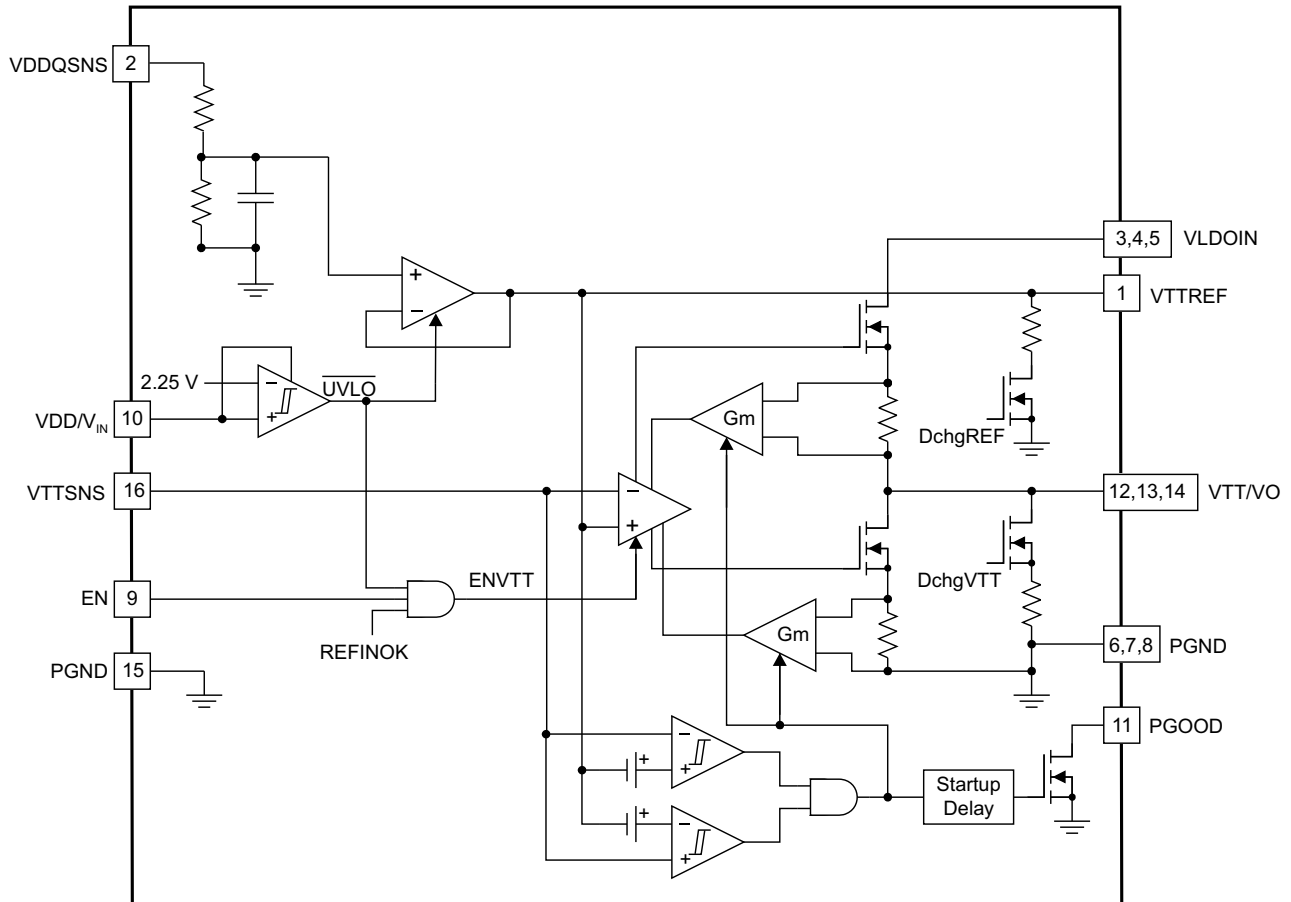 VDDQSNS
2
+
−
3,4,5
VLDOIN
1
VTTREF
2.25 V
−
+
UVLO
VDD/V_IN
10
Gm
DchgREF
VTTSNS
16
−
+
12,13,14
VTT/VO
EN
9
ENVTT
REFINOK
DchgVTT
Gm
PGND
15
6,7,8
PGND
11
PGOOD
−
+
+
Startup
Delay
+
−
+